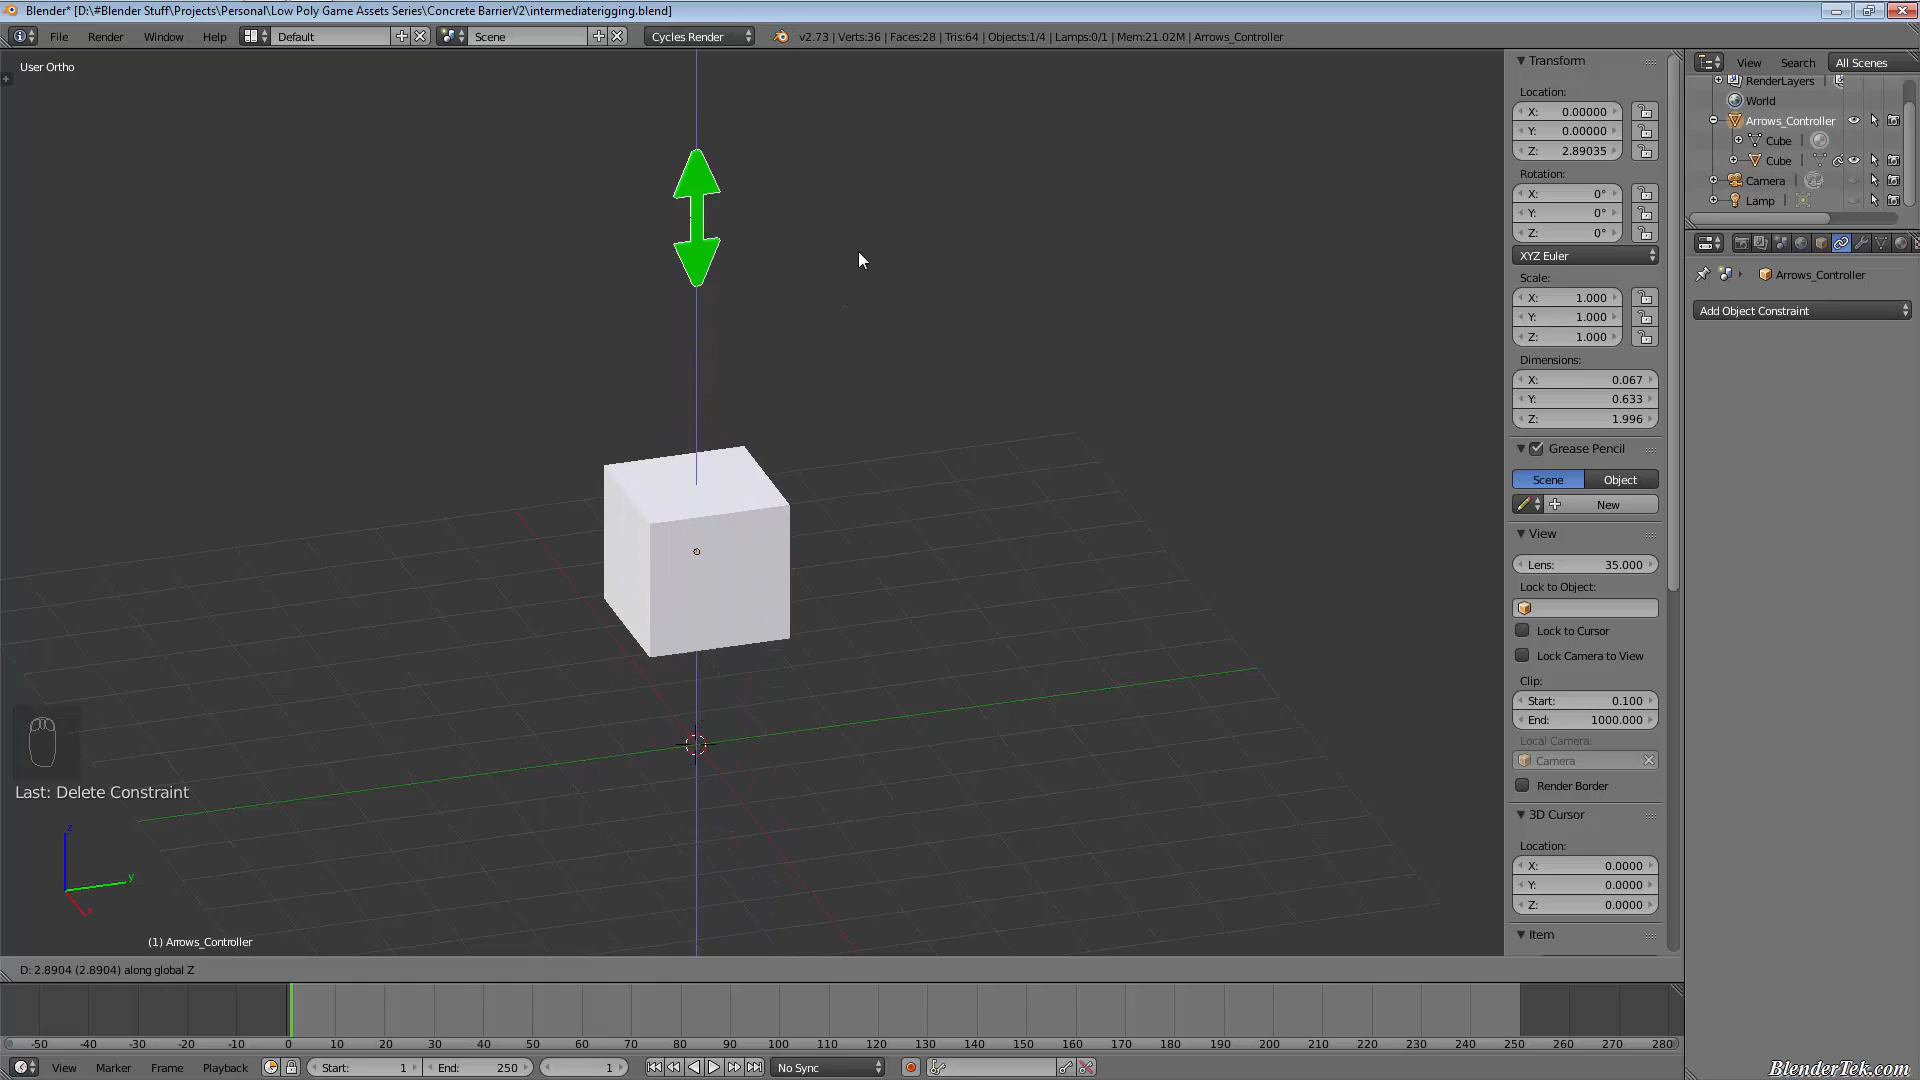 Blender* [D:\#Blender Stuff\Projects\Personal\Low Poly Game Assets Series\Concrete BarrierV2\intermediaterigging.blend]
File Render Window Help Default Scene Cycles Render v2.73 | Verts:36 | Faces:28 | Tris:64 | Objects:1/4 | Lamps:0/1 | Mem:21.02M | Arrows_Controller
User Ortho
Transform
Location:
X: 0.00000
Y: 0.00000
Z: 2.89035
Rotation:
X: 0°
Y: 0°
Z: 0°
XYZ Euler
Scale:
X: 1.000
Y: 1.000
Z: 1.000
Dimensions:
X: 0.067
Y: 0.633
Z: 1.996
Grease Pencil
Scene Object
New
View
Lens: 35.000
Lock to Object:
Lock to Cursor
Lock Camera to View
Clip:
Start: 0.100
End: 1000.000
Local Camera:
Camera
Render Border
3D Cursor
Location:
X: 0.0000
Y: 0.0000
Z: 0.0000
Item
View Search All Scenes
RenderLayers
World
Arrows_Controller
Cube
Cube
Camera
Lamp
Arrows_Controller
Add Object Constraint
Last: Delete Constraint
z
y
x
(1) Arrows_Controller
D: 2.8904 (2.8904) along global Z
-50 -40 -30 -20 -10 0 10 20 30 40 50 60 70 80 90 100 110 120 130 140 150 160 170 180 190 200 210 220 230 240 250 260 270 280
View Marker Frame Playback Start: 1 End: 250 1 No Sync
BlenderTek.com